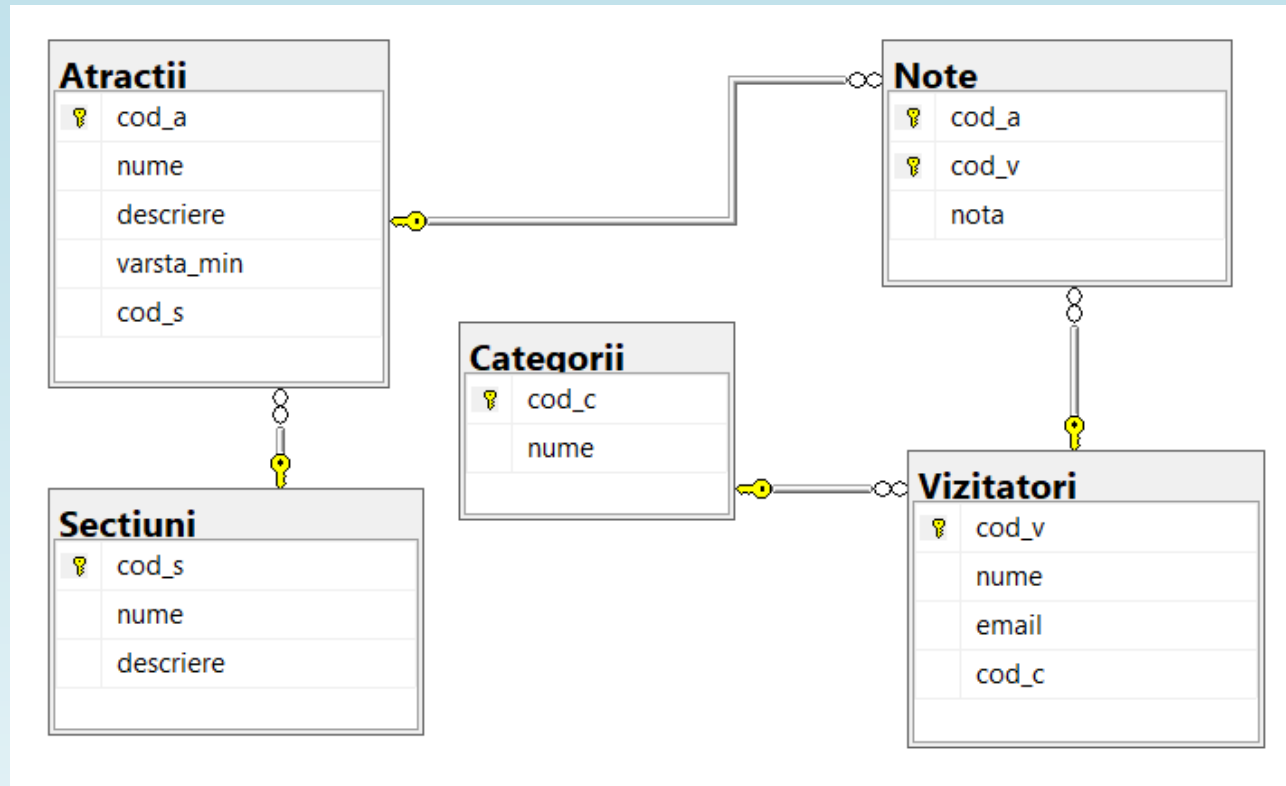 Atractii
cod_a
nume
descriere
varsta_min
cod_s
Note
cod_a
cod_v
nota
Categorii
cod_c
nume
Sectiuni
cod_s
nume
descriere
Vizitatori
cod_v
nume
email
cod_c